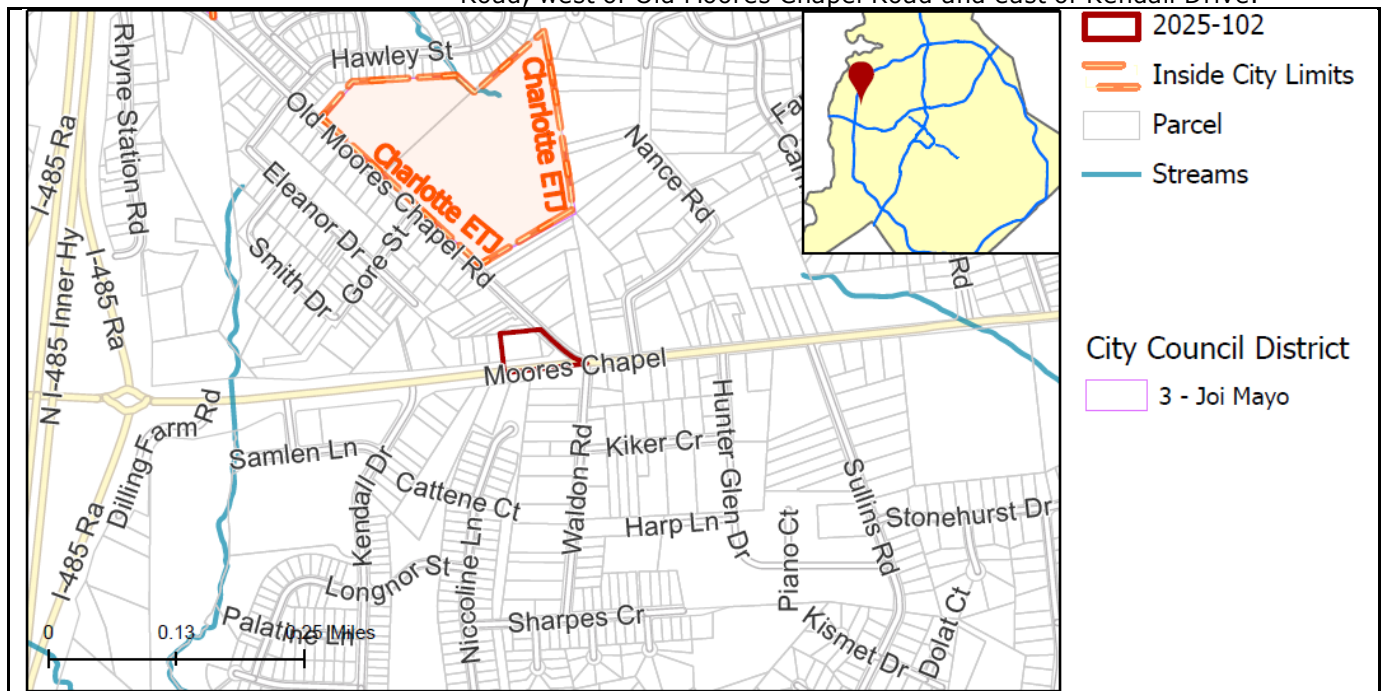 Road, west of Old Moores Chapel Road and east of Kendall Drive.
2025-102
Inside City Limits
Parcel
Streams
City Council District
3 - Joi Mayo
Hawley St
Rhyne Station Rd
Charlotte ETJ
Old Moores Chapel Rd
Charlotte ETJ
Nance Rd
I-485 Ra
N I-485 Inner Hy
I-485 Ra
Eleanor Dr
Gore St
Smith Dr
Rd
Moores Chapel
Dilling Farm Rd
Samlen Ln
Kendall Dr
Cattene Ct
Waldon Rd
Kiker Cr
Hunter Glen Dr
Harp Ln
Sullins Rd
Stonehurst Dr
Piano Ct
I-485 Ra
Longnor St
Niccoline Ln
Sharpes Cr
Kismet Dr
Dolat Ct
Palatine Ln
0
0.13
0.25 Miles